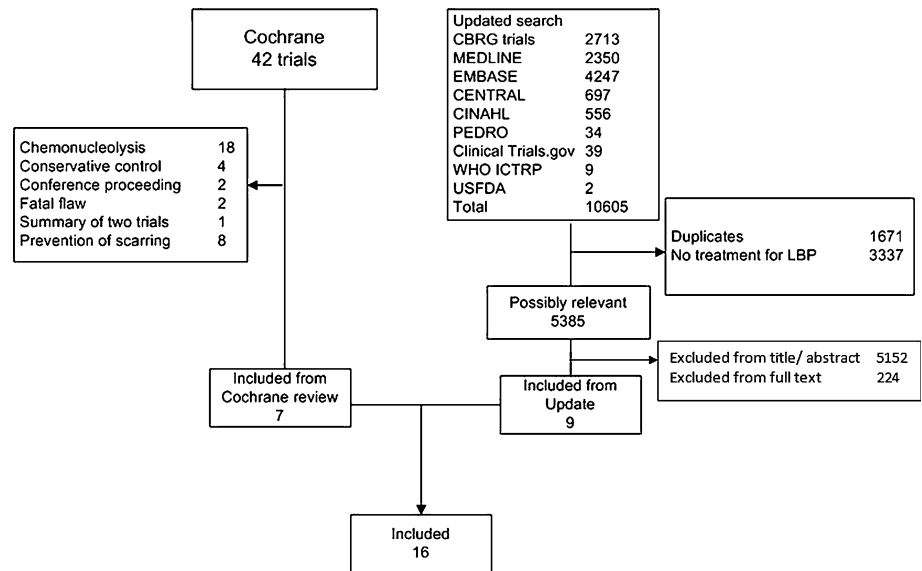 Cochrane
42 trials
Updated search
CBRG trials 2713
MEDLINE 2350
EMBASE 4247
CENTRAL 697
CINAHL 556
PEDRO 34
Clinical Trials.gov 39
WHO ICTRP 9
USFDA 2
Total 10605
Chemonucleolysis 18
Conservative control 4
Conference proceeding 2
Fatal flaw 2
Summary of two trials 1
Prevention of scarring 8
Duplicates 1671
No treatment for LBP 3337
Possibly relevant
5385
Excluded from title/ abstract 5152
Excluded from full text 224
Included from
Cochrane review
7
Included from
Update
9
Included
16